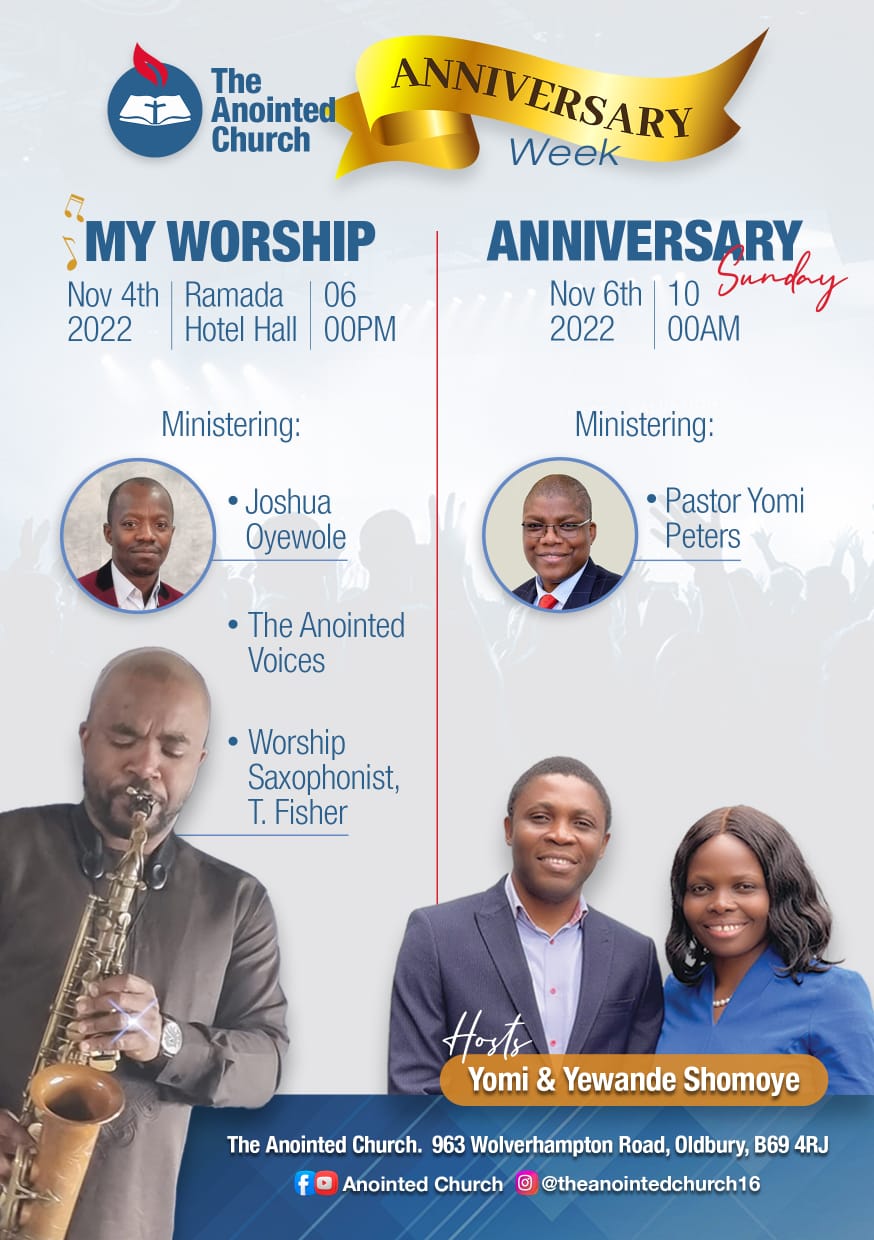 The
Anointed
Church
ANNIVERSARY
Week
MY WORSHIP
Nov 4th
2022
Ramada
Hotel Hall
06
00PM
Ministering:
• Joshua
Oyewole
• The Anointed
Voices
• Worship
Saxophonist,
T. Fisher
ANNIVERSARY
Sunday
Nov 6th
2022
10
00AM
Ministering:
• Pastor Yomi
Peters
Hosts
Yomi & Yewande Shomoye
The Anointed Church. 963 Wolverhampton Road, Oldbury, B69 4RJ
Anointed Church @theanointedchurch16